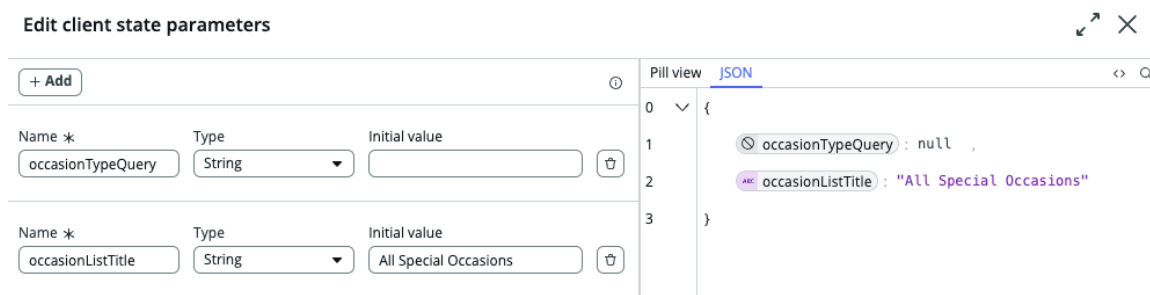 Edit client state parameters
+ Add
Name *
Type
Initial value
occasionTypeQuery
String
Name *
Type
Initial value
occasionListTitle
String
All Special Occasions
Pill view
JSON
<>
0
{
1
occasionTypeQuery : null ,
2
ABC occasionListTitle : "All Special Occasions"
3
}